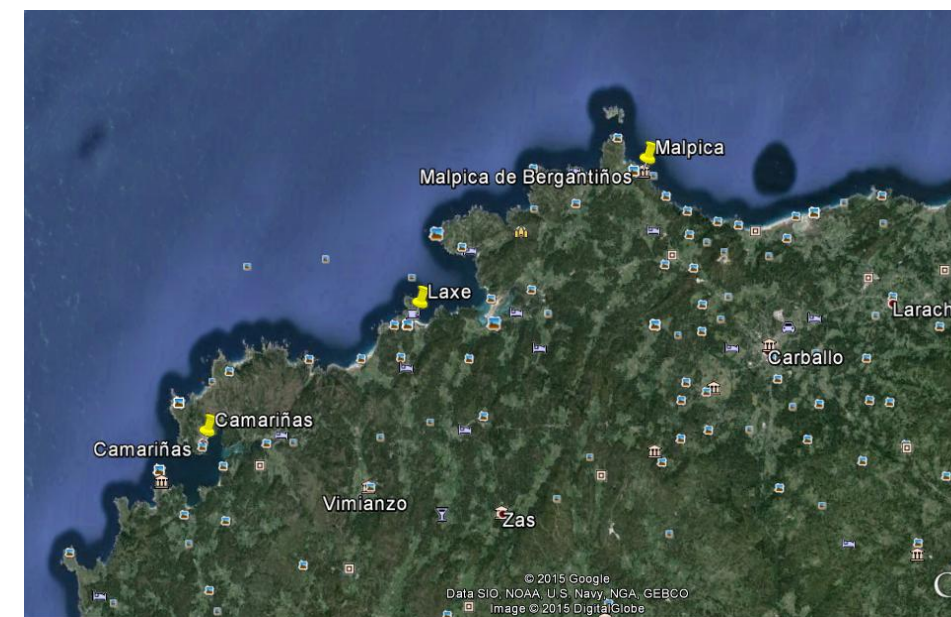 Malpica
Malpica de Bergantiños
Laxe
Larach
Carballo
Camariñas
Camariñas
Vimianzo
Zas
© 2015 Google
Data SIO, NOAA, U.S. Navy, NGA, GEBCO
Image © 2015 DigitalGlobe
G